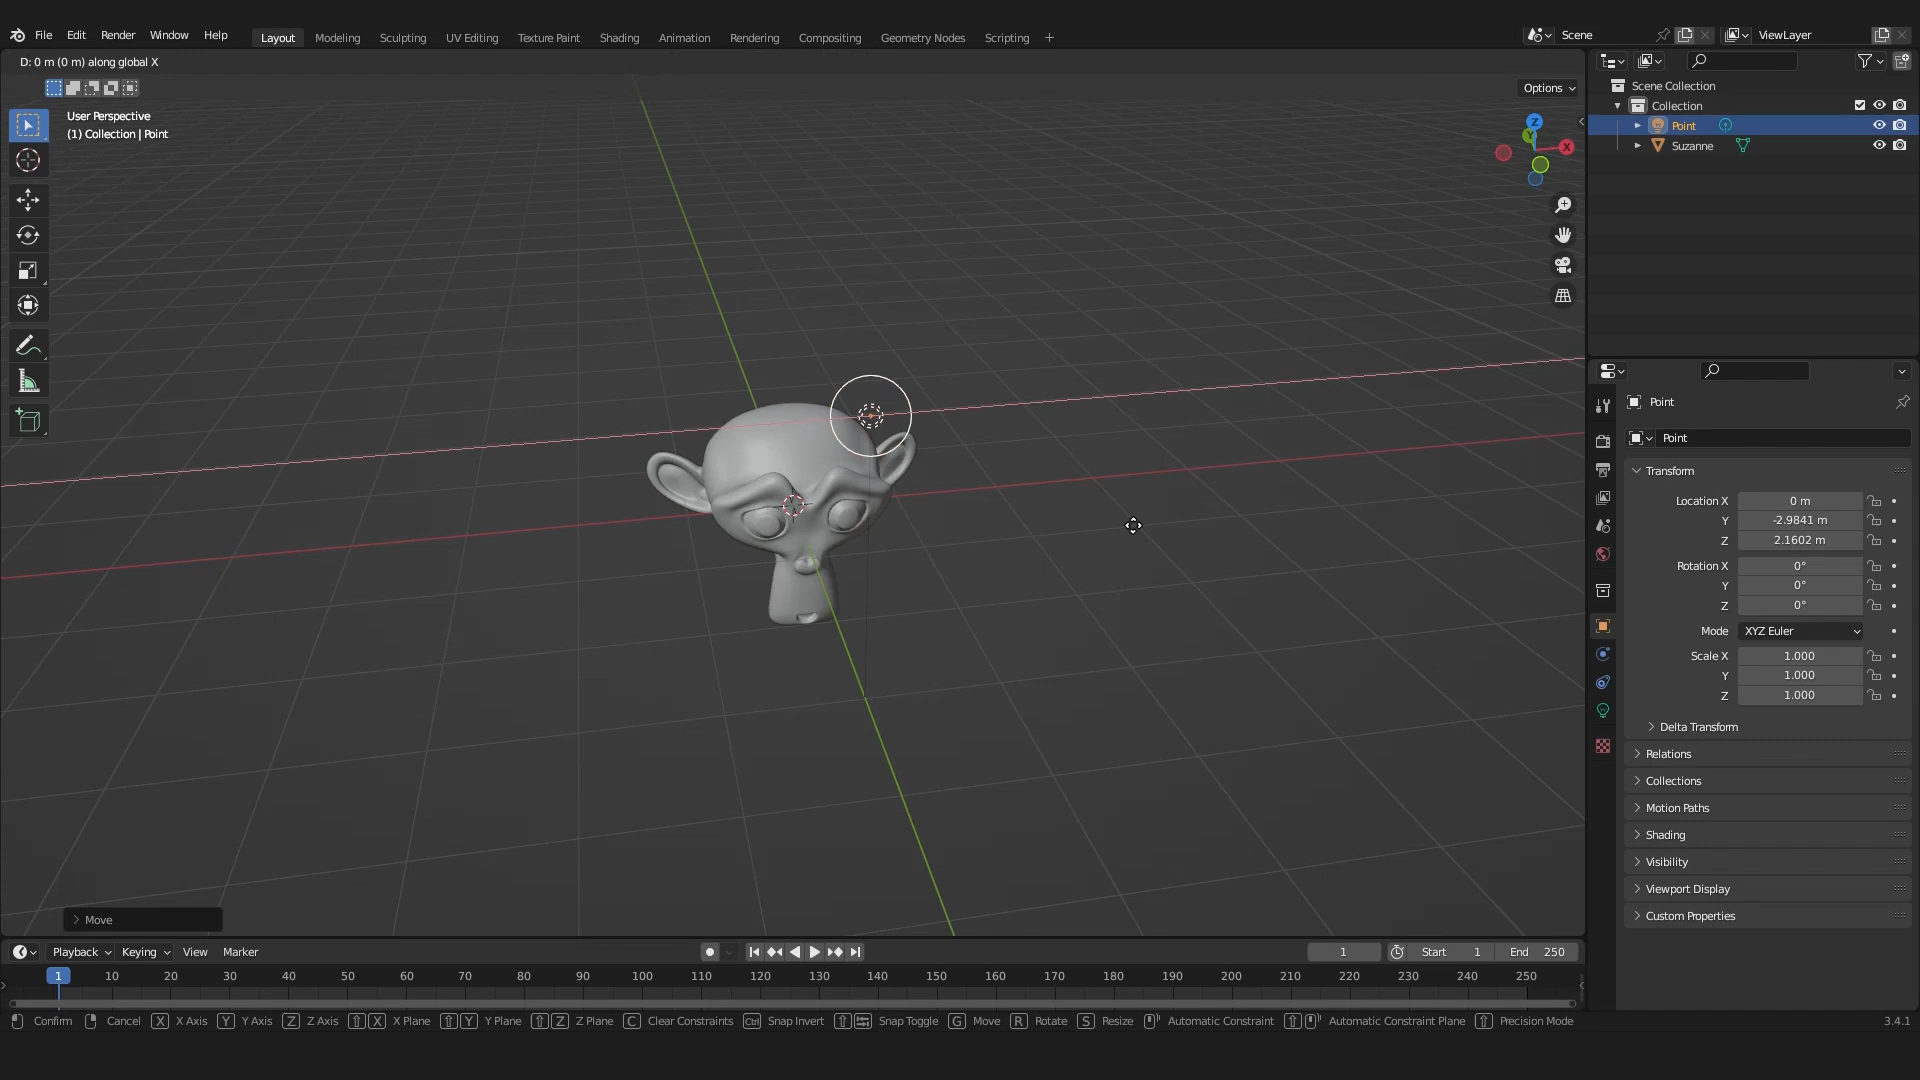 File Edit Render Window Help Layout Modeling Sculpting UV Editing Texture Paint Shading Animation Rendering Compositing Geometry Nodes Scripting + Scene ViewLayer
D: 0 m (0 m) along global X
Options
User Perspective
(1) Collection | Point
Z
Y
X
Scene Collection
Collection
Point
Suzanne
Point
Point
Transform
Location X 0 m
Y -2.9841 m
Z 2.1602 m
Rotation X 0°
Y 0°
Z 0°
Mode XYZ Euler
Scale X 1.000
Y 1.000
Z 1.000
Delta Transform
Relations
Collections
Motion Paths
Shading
Visibility
Viewport Display
Custom Properties
Move
Playback Keying View Marker 1 Start 1 End 250
1 10 20 30 40 50 60 70 80 90 100 110 120 130 140 150 160 170 180 190 200 210 220 230 240 250
Confirm Cancel X X Axis Y Y Axis Z Z Axis X X Plane Y Y Plane Z Z Plane C Clear Constraints Ctrl Snap Invert Snap Toggle G Move R Rotate S Resize Automatic Constraint Automatic Constraint Plane Precision Mode 3.4.1